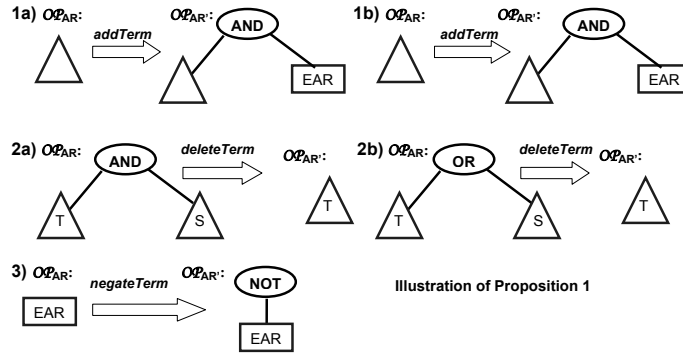 1a) OP_AR: addTerm OP_AR': AND EAR
1b) OP_AR: addTerm OP_AR': AND EAR
2a) OP_AR: AND T S deleteTerm OP_AR': T
2b) OP_AR: OR T S deleteTerm OP_AR': T
3) OP_AR: EAR negateTerm OP_AR': NOT EAR
Illustration of Proposition 1